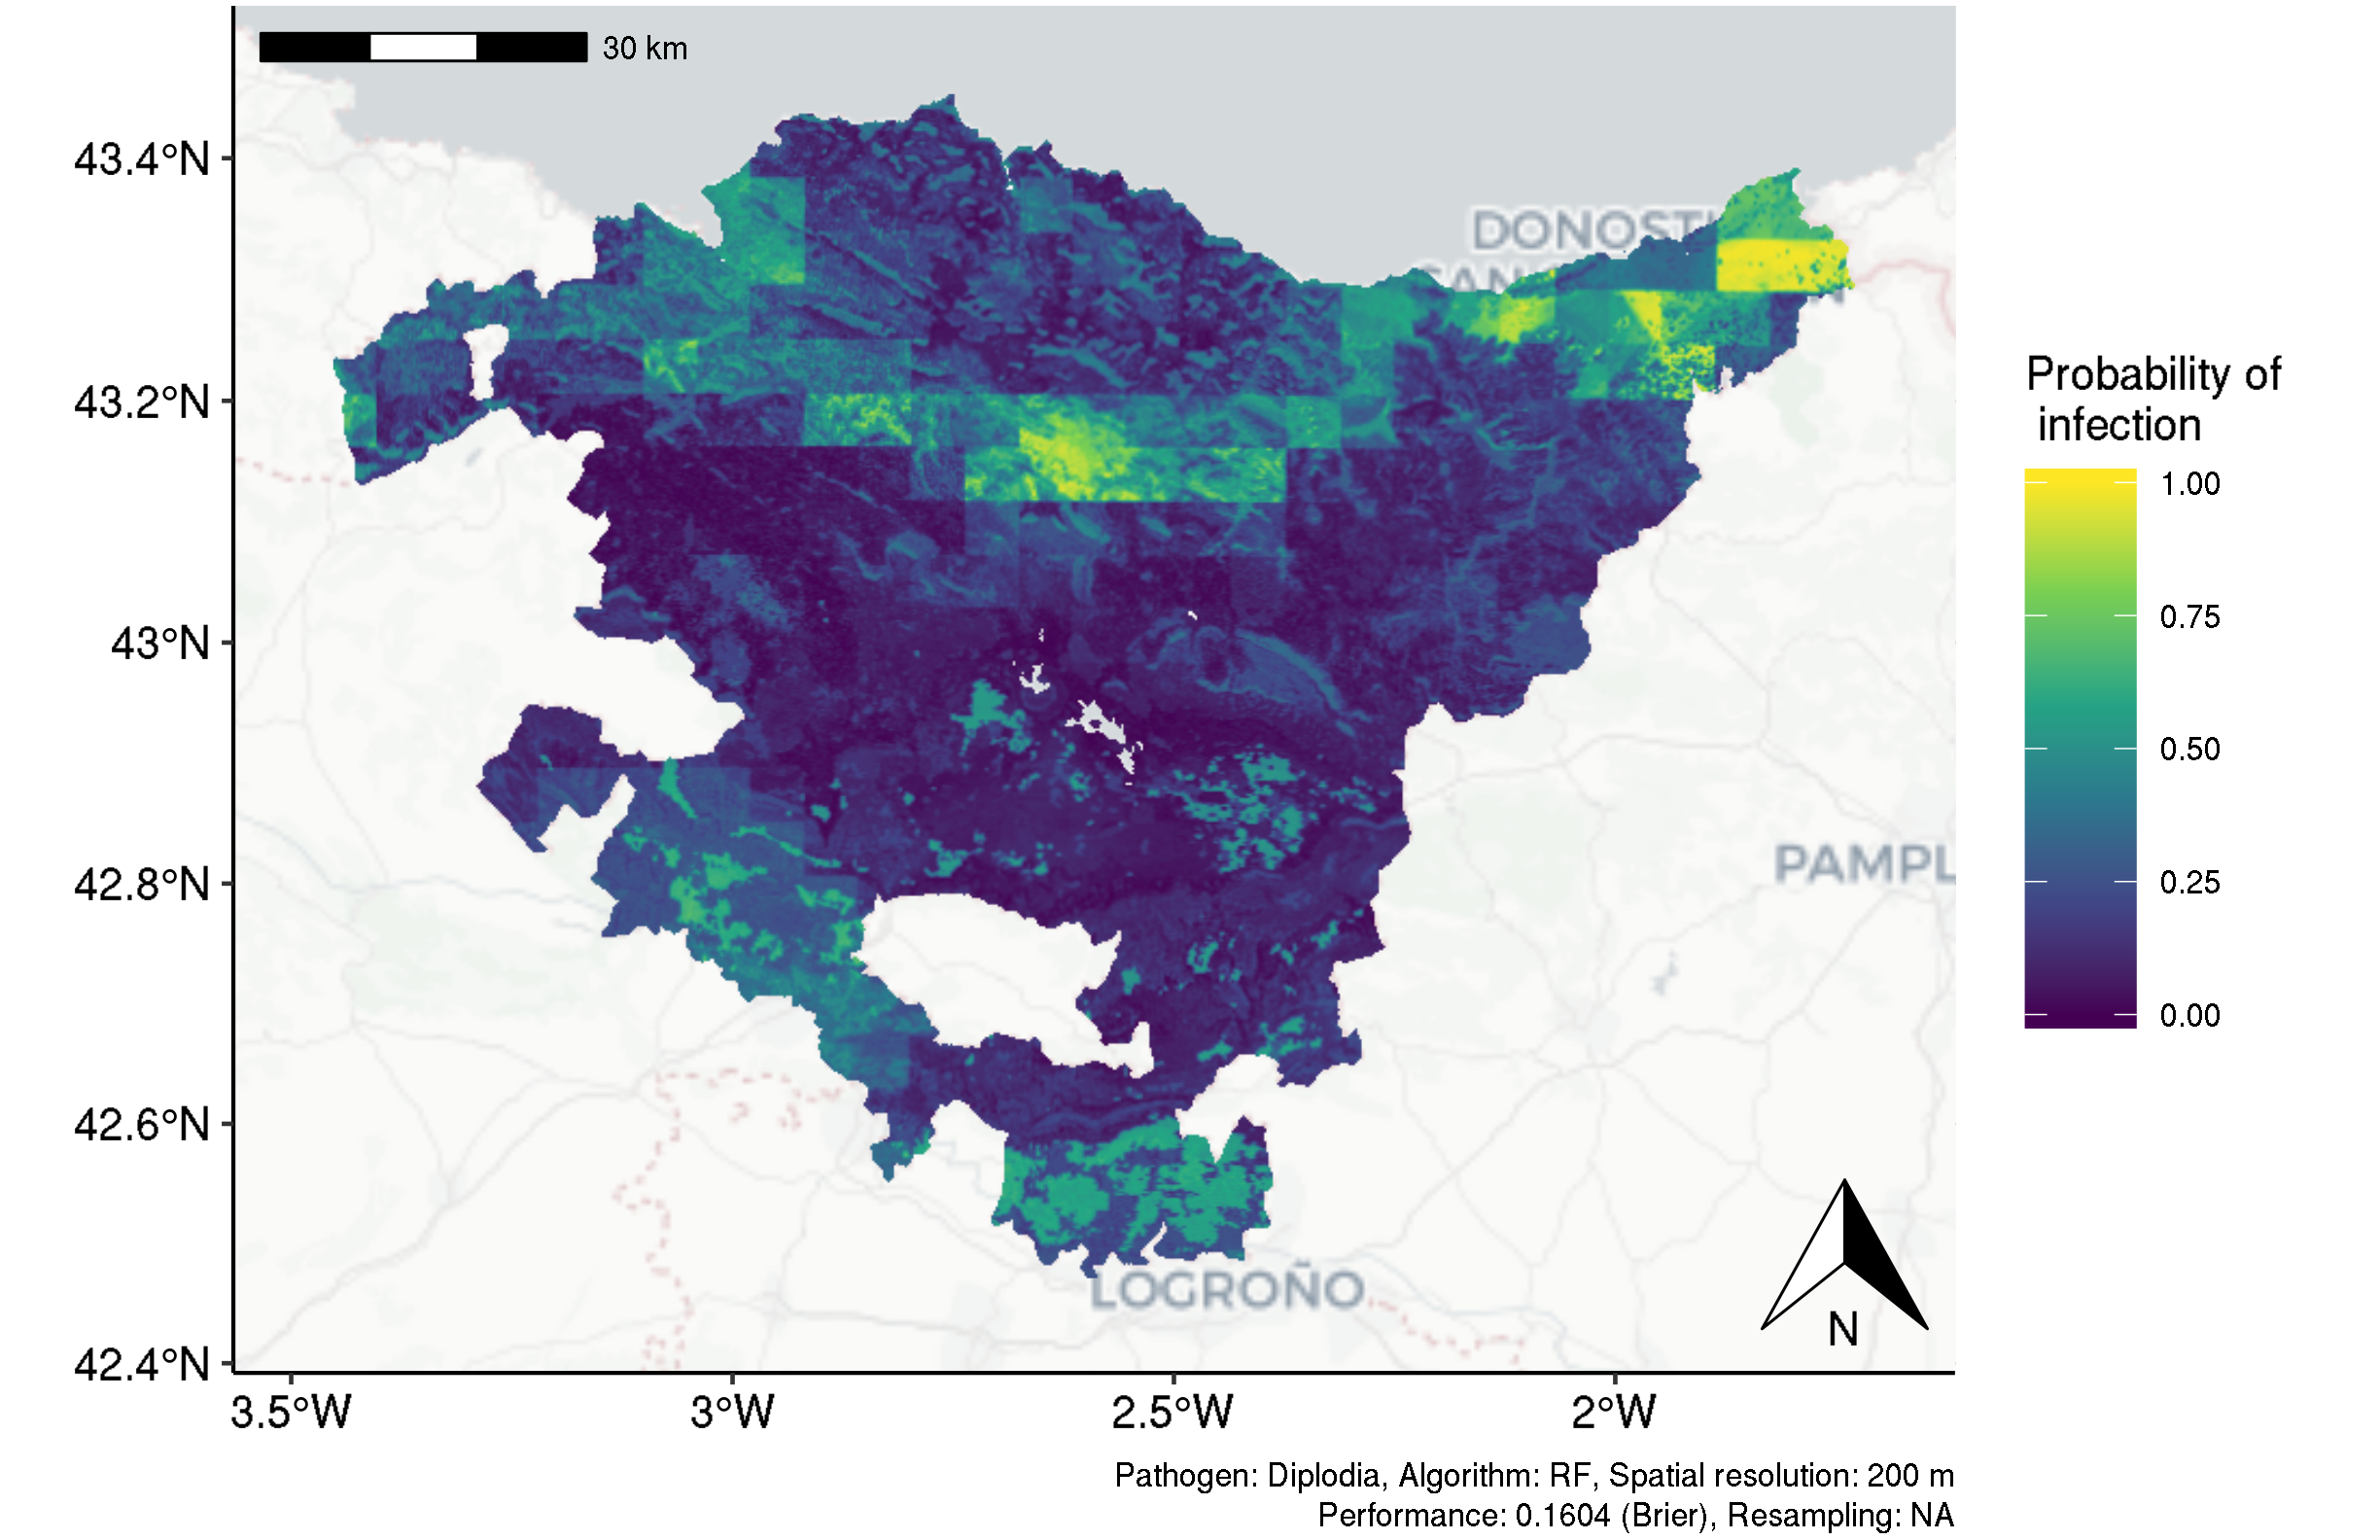 30 km
43.4°N
43.2°N
43°N
42.8°N
42.6°N
42.4°N
DONOSTI
SAN
PAMPL
LOGROÑO
N
3.5°W
3°W
2.5°W
2°W
Probability of
infection
1.00
0.75
0.50
0.25
0.00
Pathogen: Diplodia, Algorithm: RF, Spatial resolution: 200 m
Performance: 0.1604 (Brier), Resampling: NA